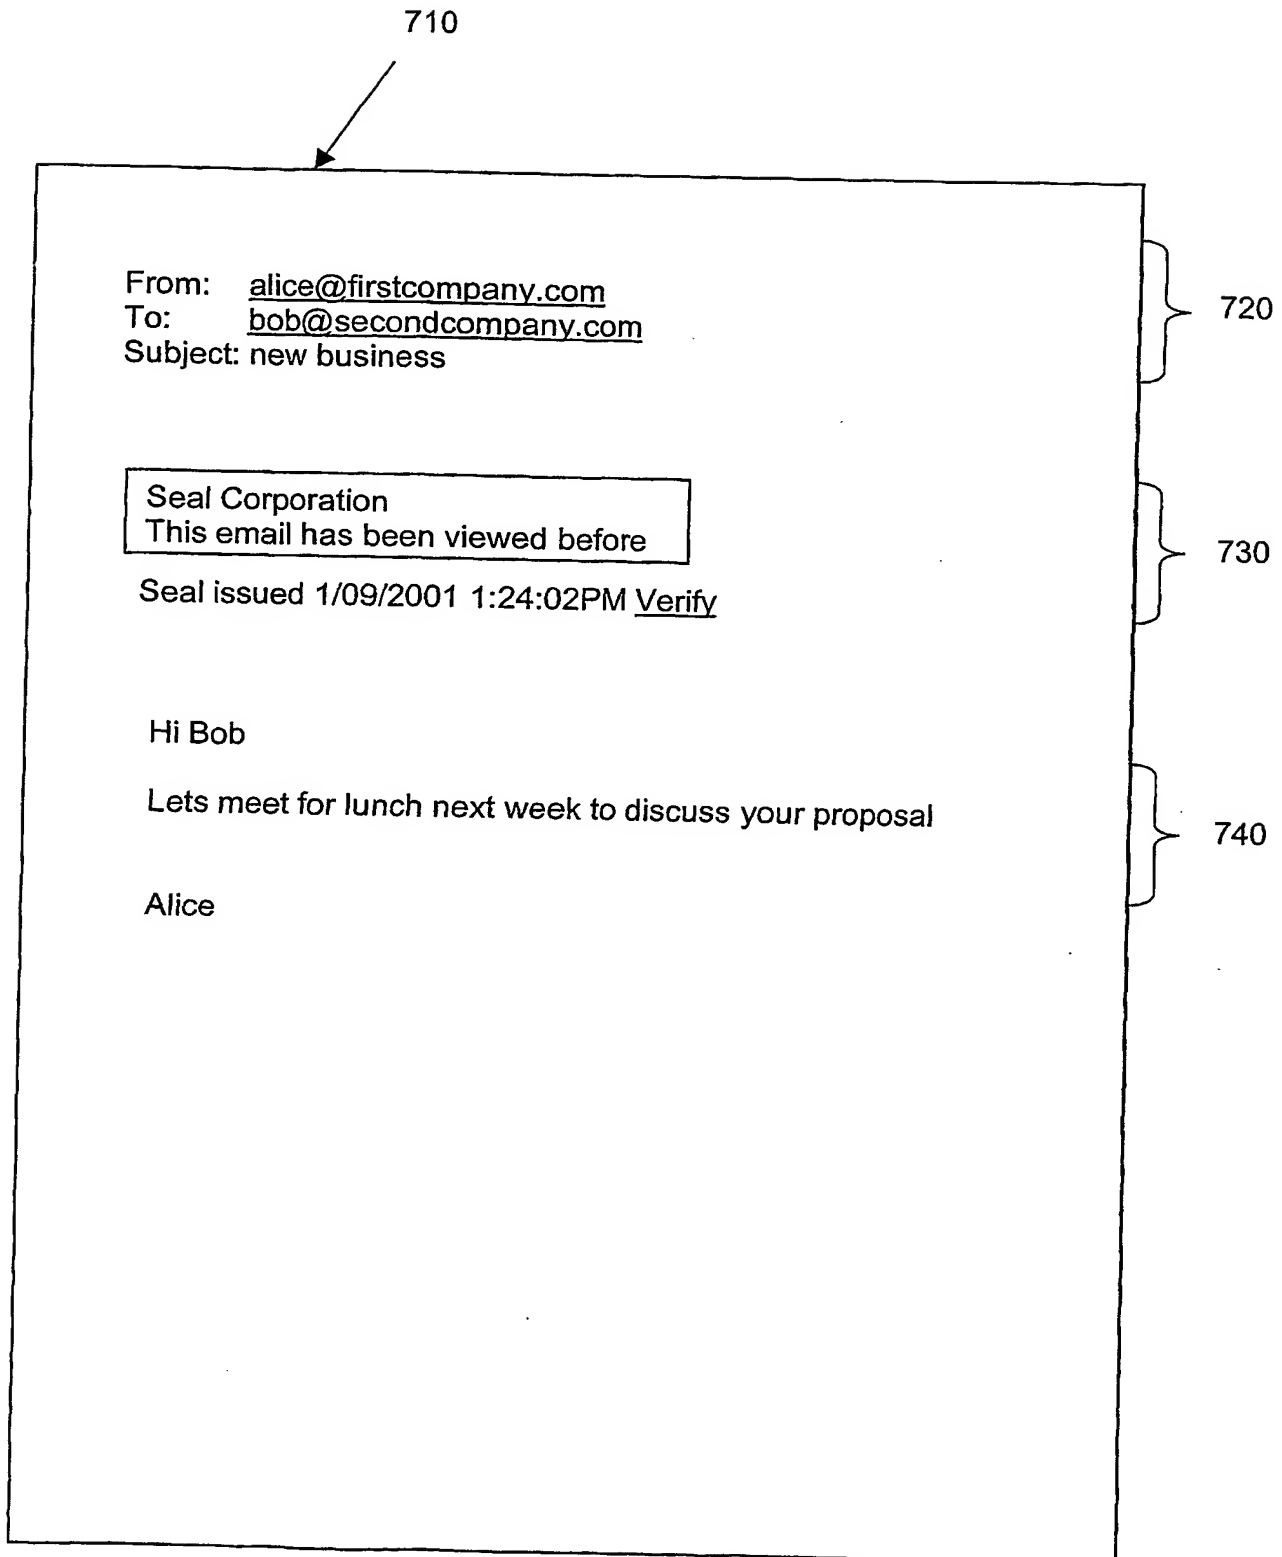 710
From: alice@firstcompany.com
To: bob@secondcompany.com
Subject: new business
720
Seal Corporation
This email has been viewed before
Seal issued 1/09/2001 1:24:02PM Verify
730
Hi Bob
Lets meet for lunch next week to discuss your proposal
740
Alice